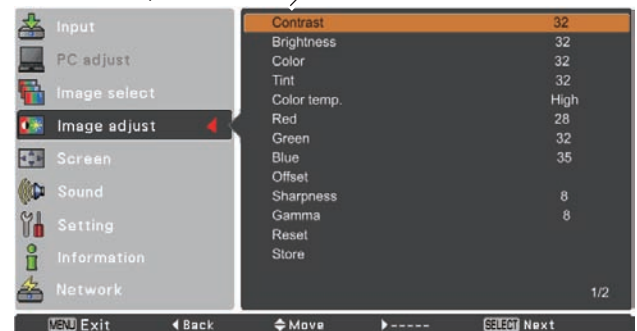 Input
PC adjust
Image select
Image adjust
Screen
Sound
Setting
Information
Network
Contrast 32
Brightness 32
Color 32
Tint 32
Color temp. High
Red 28
Green 32
Blue 35
Offset
Sharpness 8
Gamma 8
Reset
Store
1/2
MENU Exit Back Move ----- SELECT Next